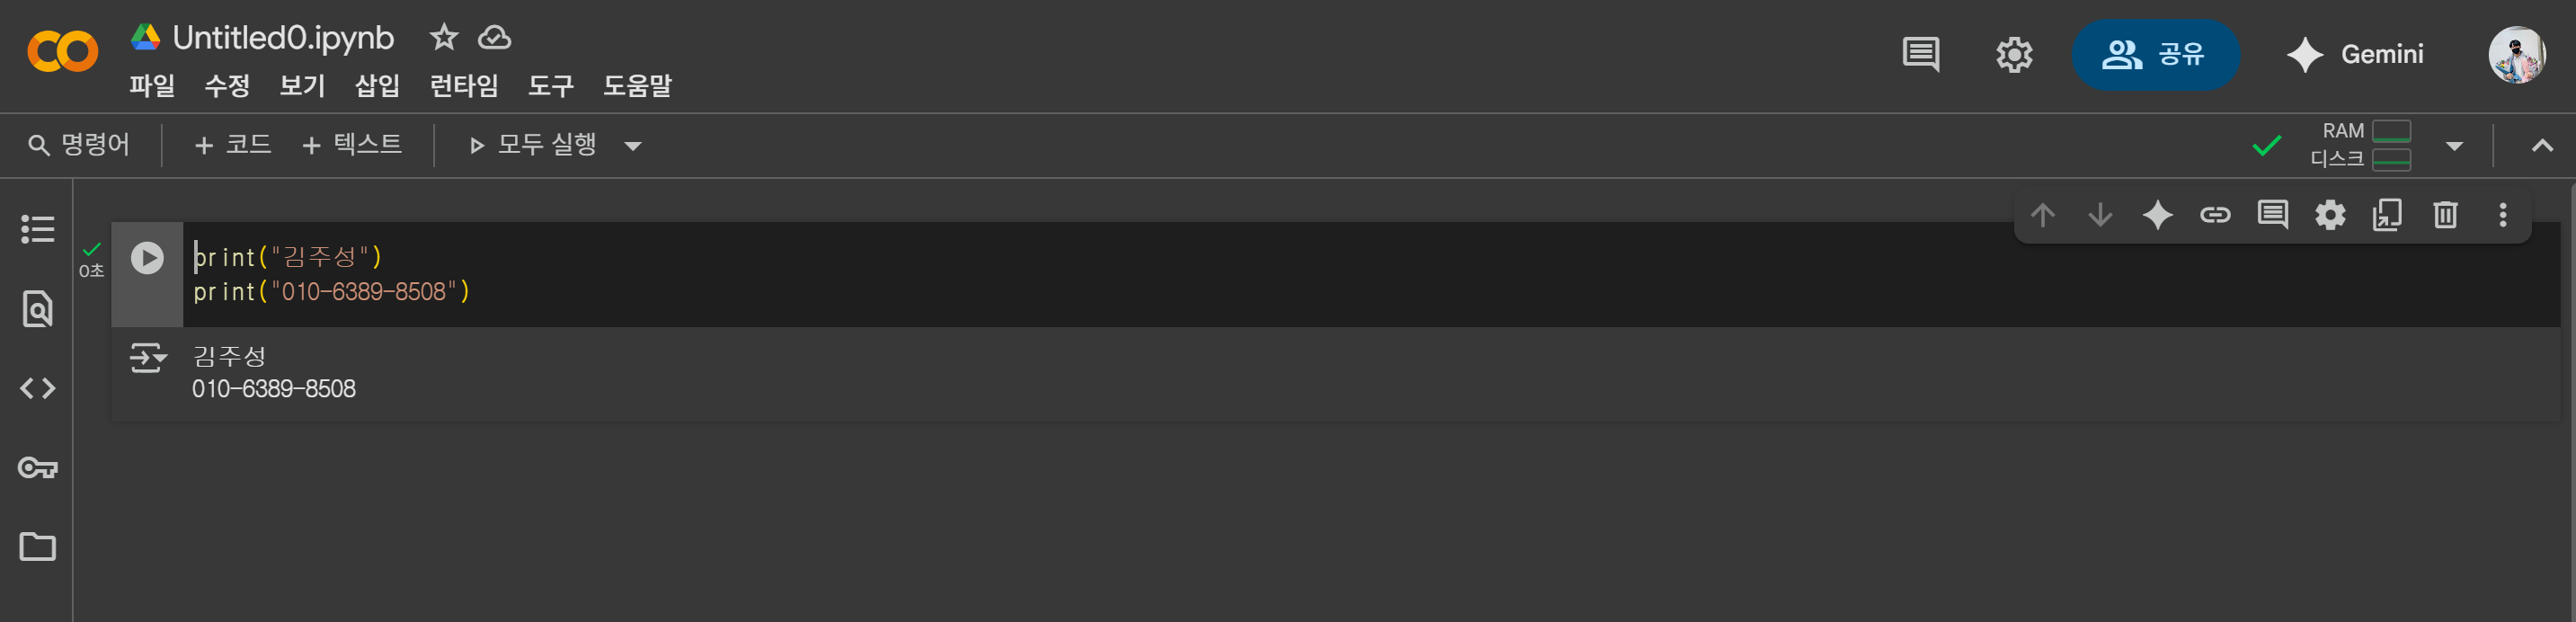 Untitled0.ipynb
파일 수정 보기 삽입 런타임 도구 도움말
공유
Gemini
명령어
+ 코드 + 텍스트
모두 실행
RAM
디스크
0초
print("김주성")
print("010-6389-8508")
김주성
010-6389-8508